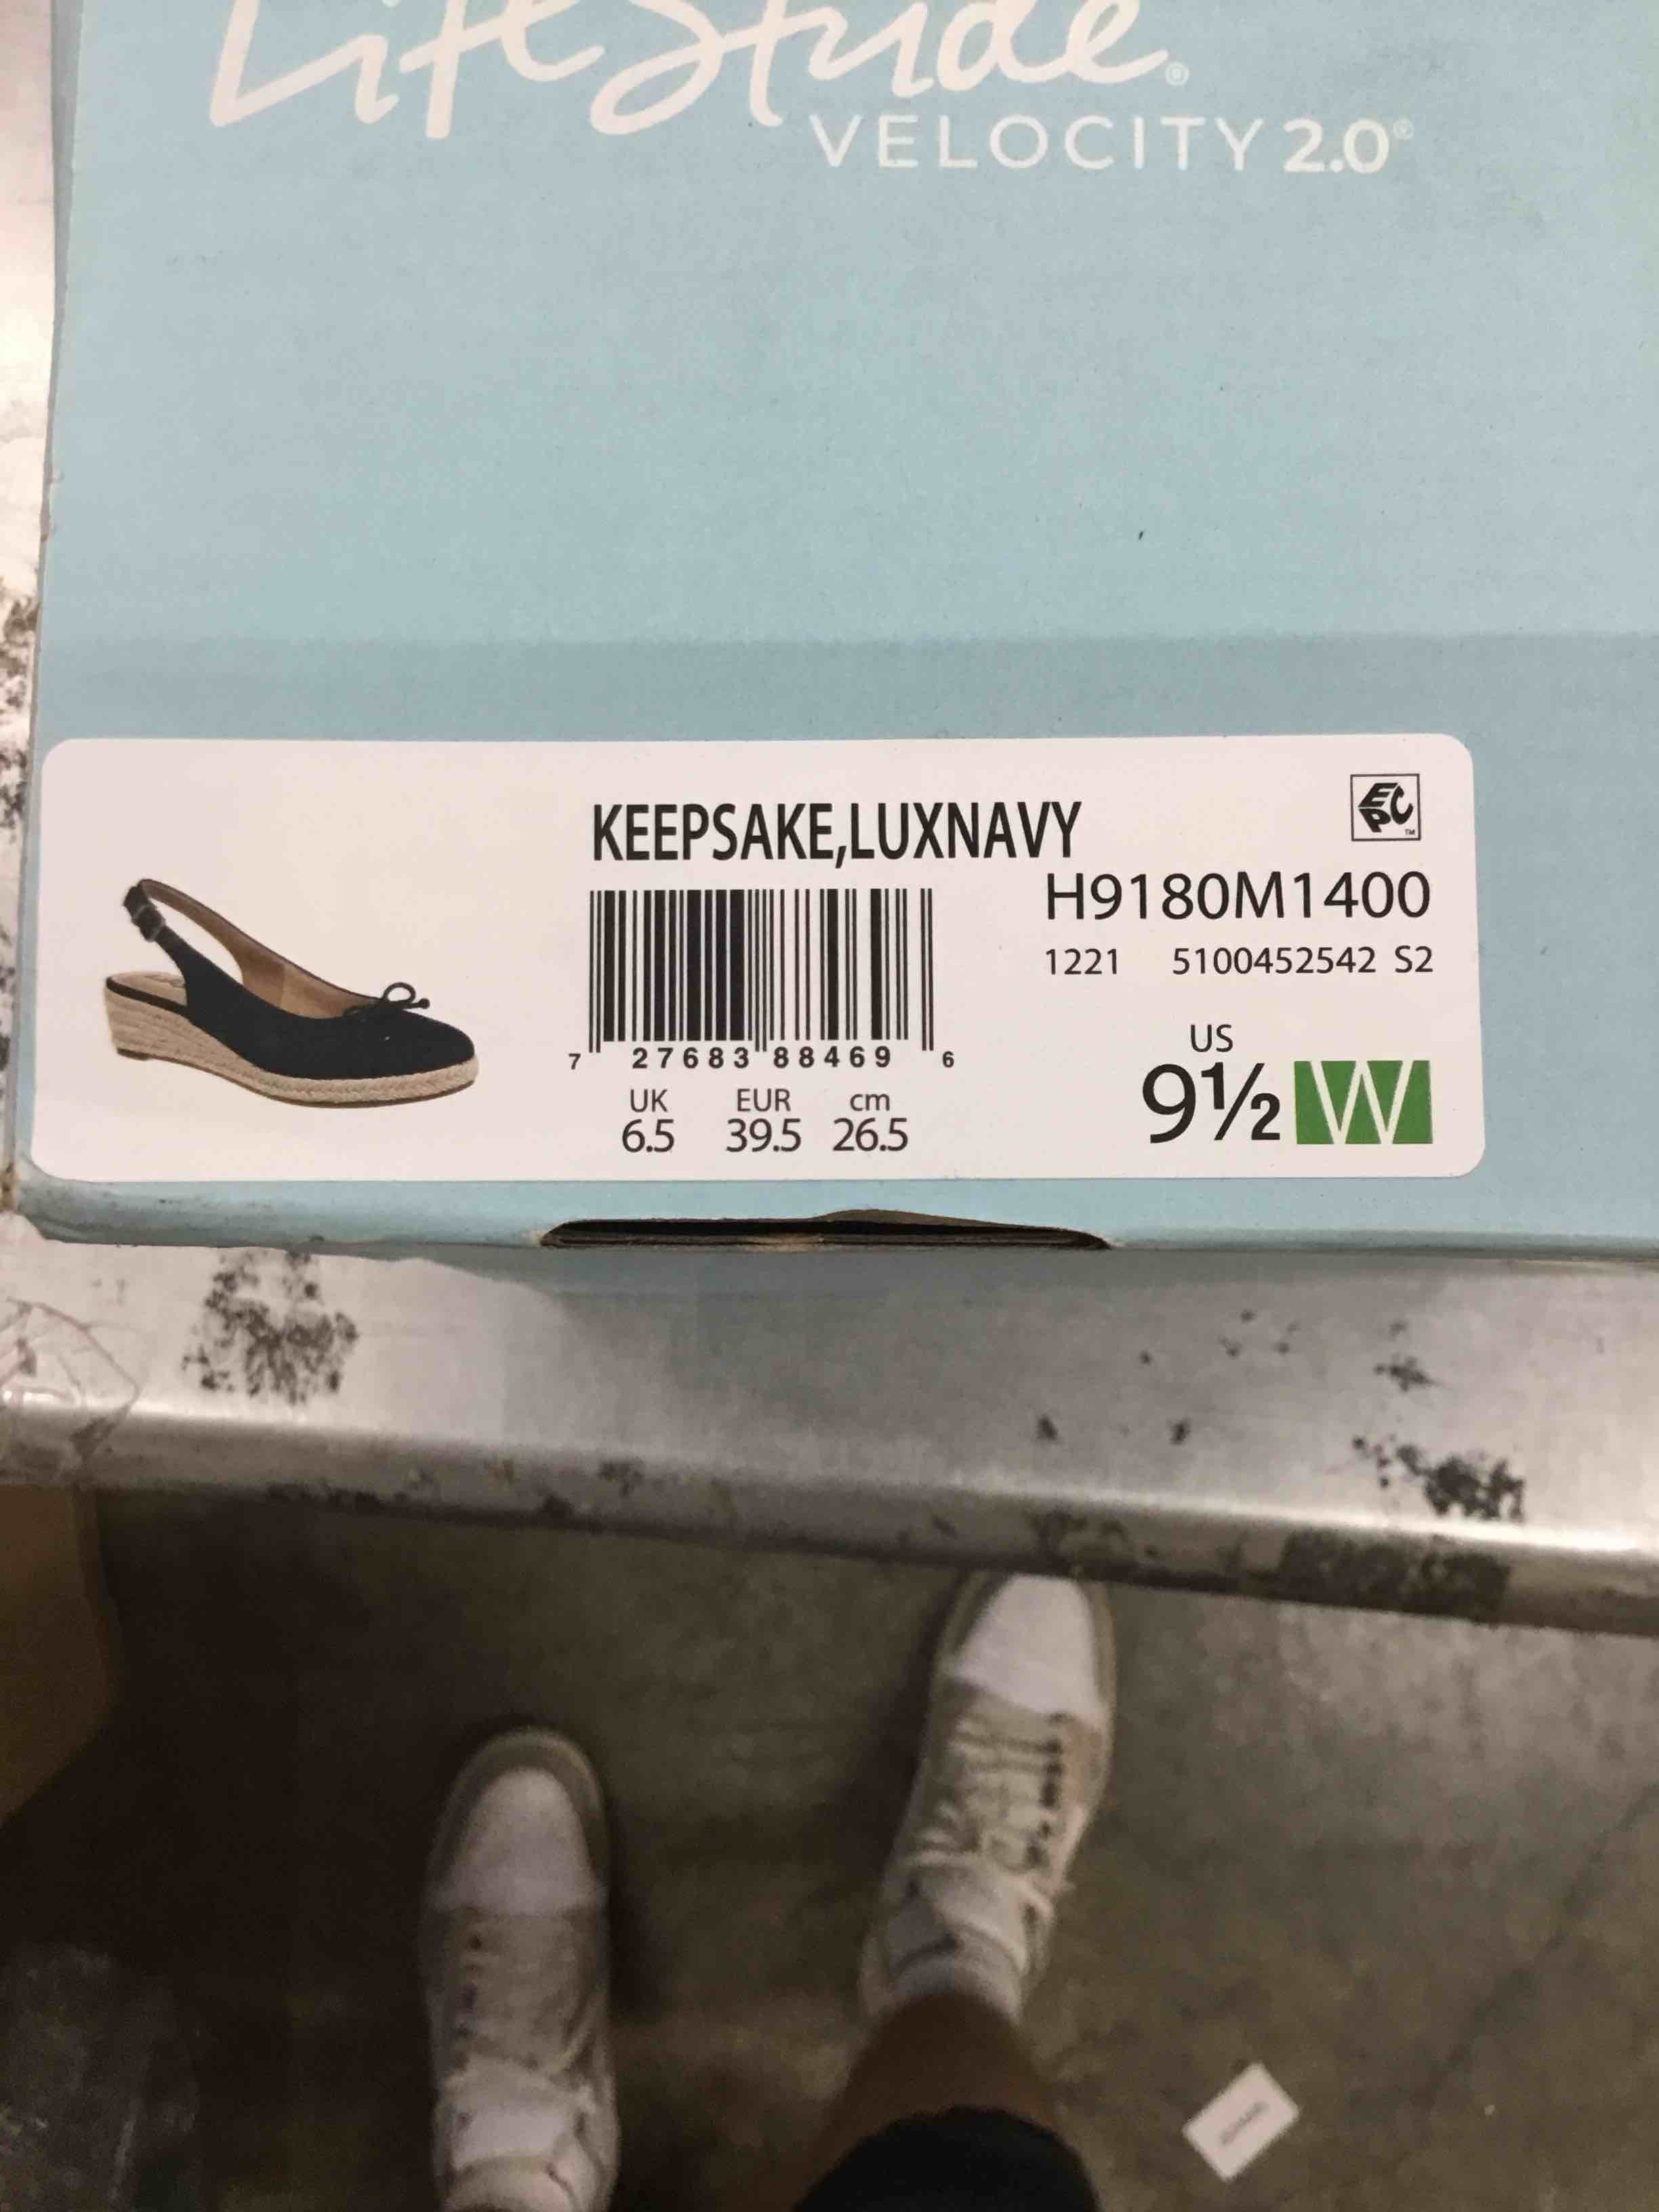 LifeStride®
VELOCITY 2.0®
KEEPSAKE,LUXNAVY
EPC™
H9180M1400
1221 5100452542 S2
7 27683 88469 6
US
9½ W
UK EUR cm
6.5 39.5 26.5